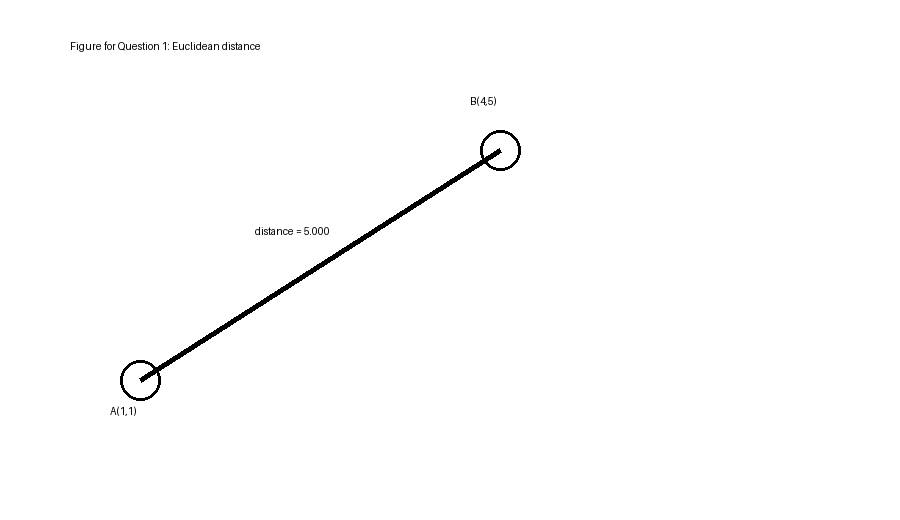 Figure for Question 1: Euclidean distance
B(4,5)
distance = 5.000
A(1,1)